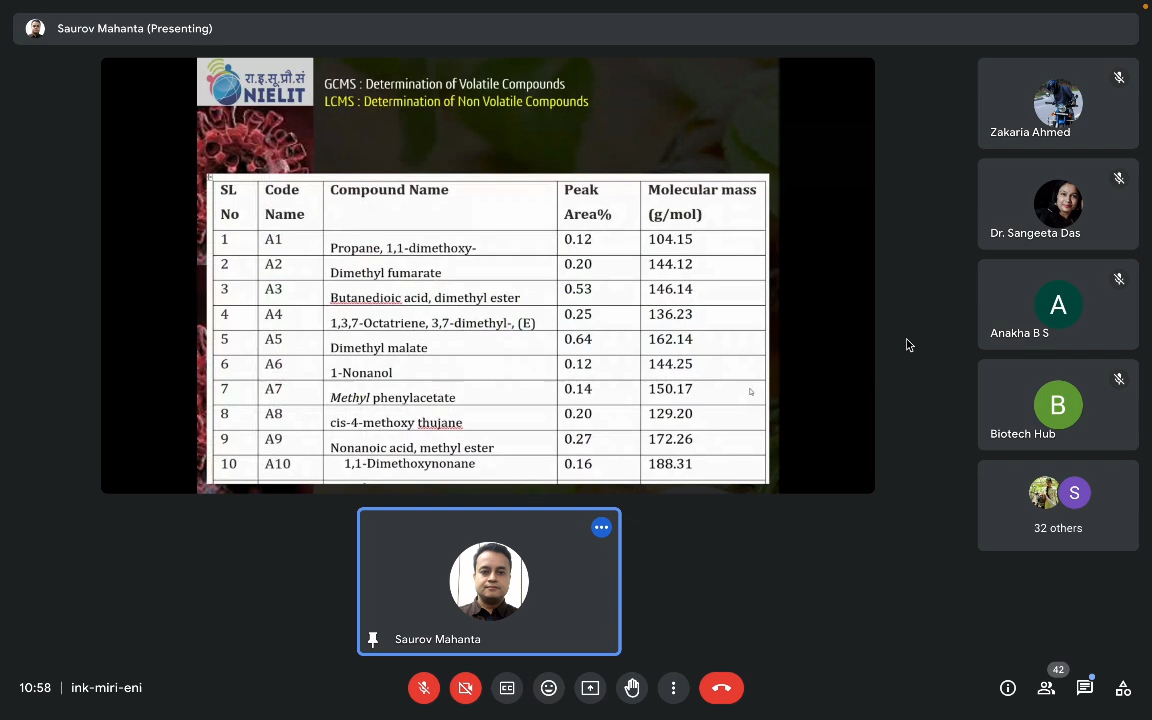 Saurov Mahanta (Presenting)
रा.इ.सू.प्रौ.सं
NIELIT
GCMS : Determination of Volatile Compounds
LCMS : Determination of Non Volatile Compounds
SL No Code Name Compound Name Peak Area% Molecular mass (g/mol)
1 A1 Propane, 1,1-dimethoxy- 0.12 104.15
2 A2 Dimethyl fumarate 0.20 144.12
3 A3 Butanedioic acid, dimethyl ester 0.53 146.14
4 A4 1,3,7-Octatriene, 3,7-dimethyl-, (E) 0.25 136.23
5 A5 Dimethyl malate 0.64 162.14
6 A6 1-Nonanol 0.12 144.25
7 A7 Methyl phenylacetate 0.14 150.17
8 A8 cis-4-methoxy thujane 0.20 129.20
9 A9 Nonanoic acid, methyl ester 0.27 172.26
10 A10 1,1-Dimethoxynonane 0.16 188.31
Zakaria Ahmed
Dr. Sangeeta Das
A
Anakha B S
B
Biotech Hub
S
32 others
Saurov Mahanta
10:58 | ink-miri-eni
CC
42